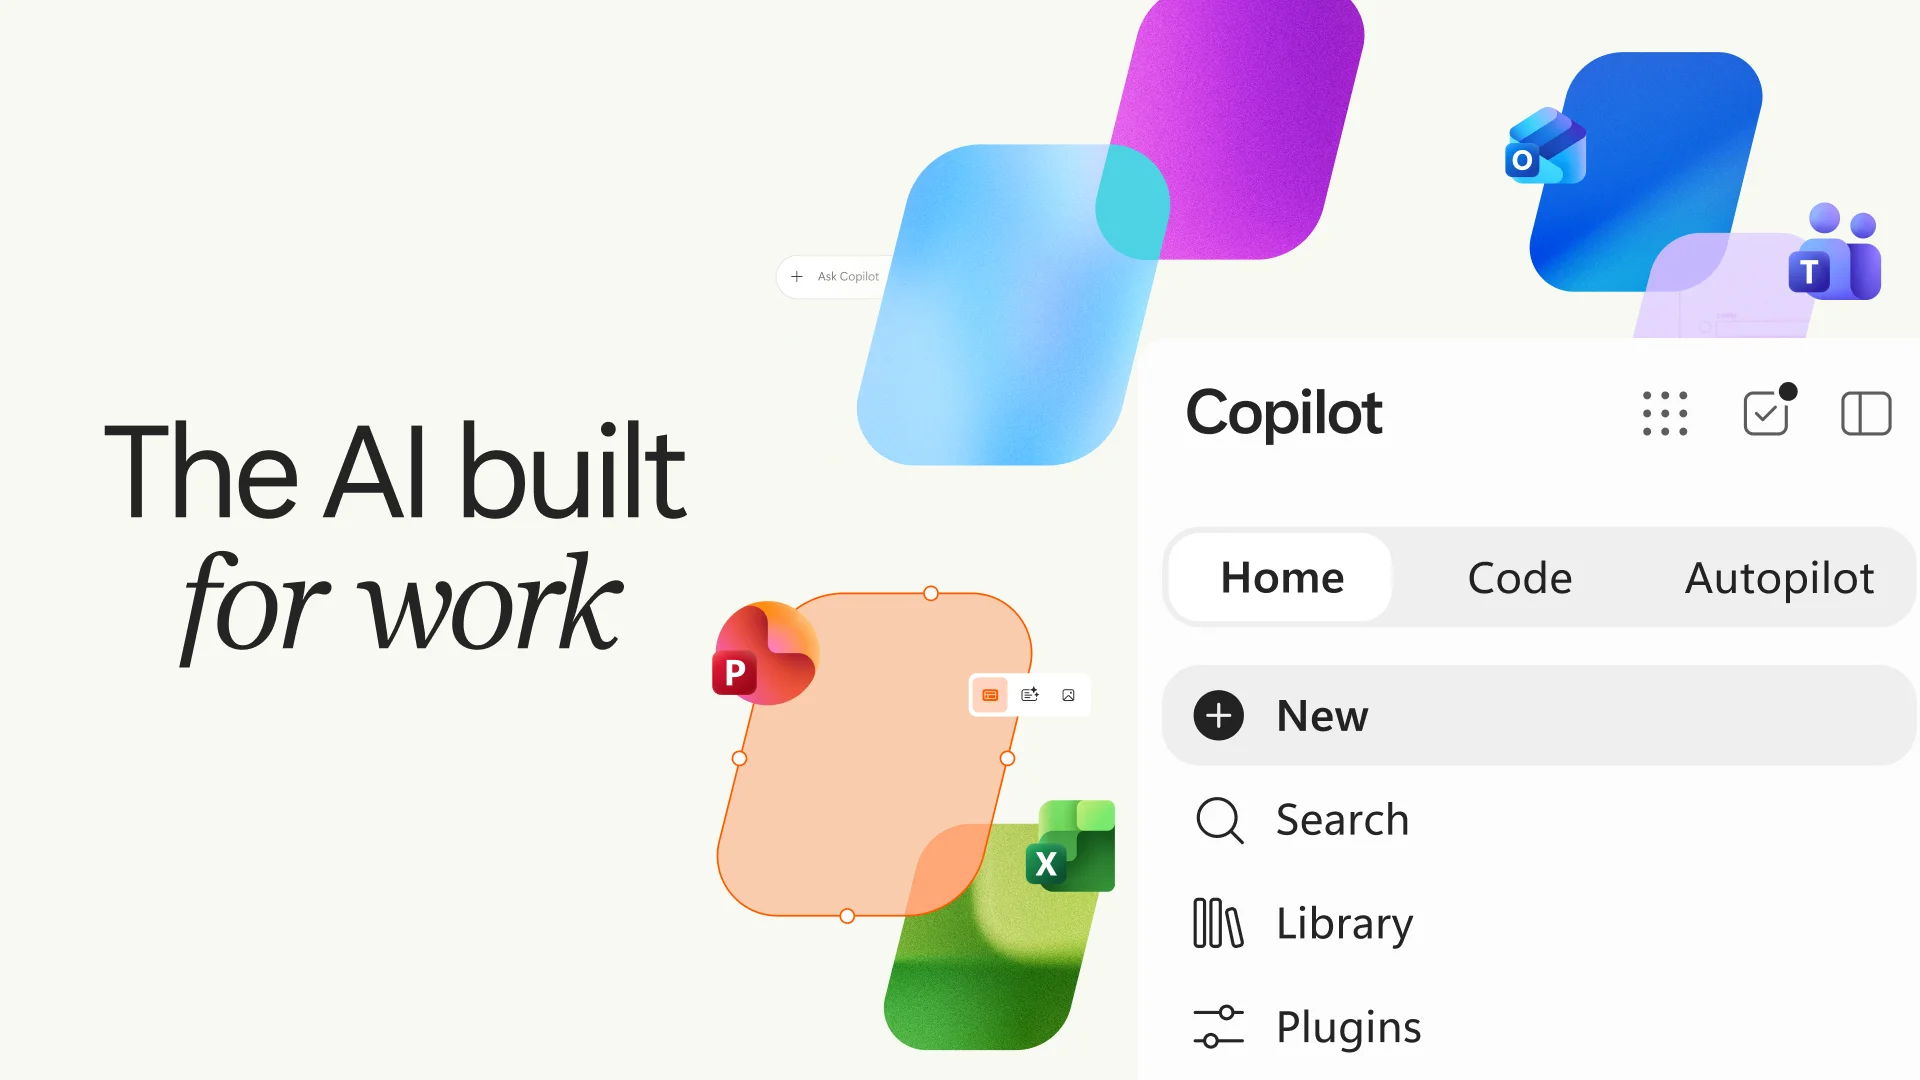 The AI built
for work
Ask Copilot
O
T
P
X
Copilot
Home Code Autopilot
New
Search
Library
Plugins